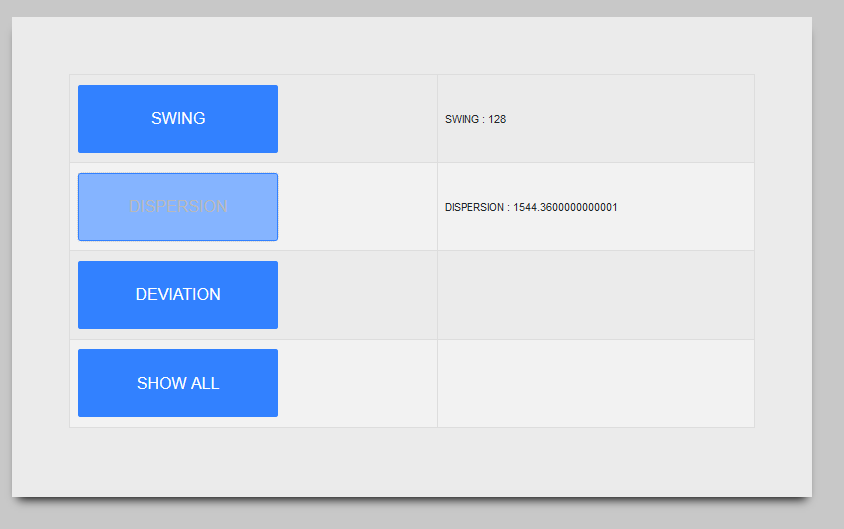 SWING
SWING : 128
DISPERSION
DISPERSION : 1544.3600000000001
DEVIATION
SHOW ALL